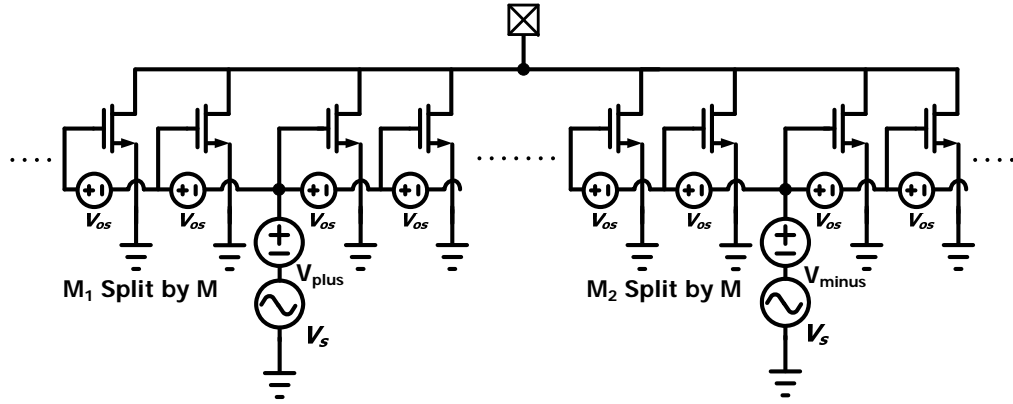 Vos Vos Vos Vos Vos Vos Vos Vos
Vplus Vminus
M1 Split by M M2 Split by M
Vs Vs